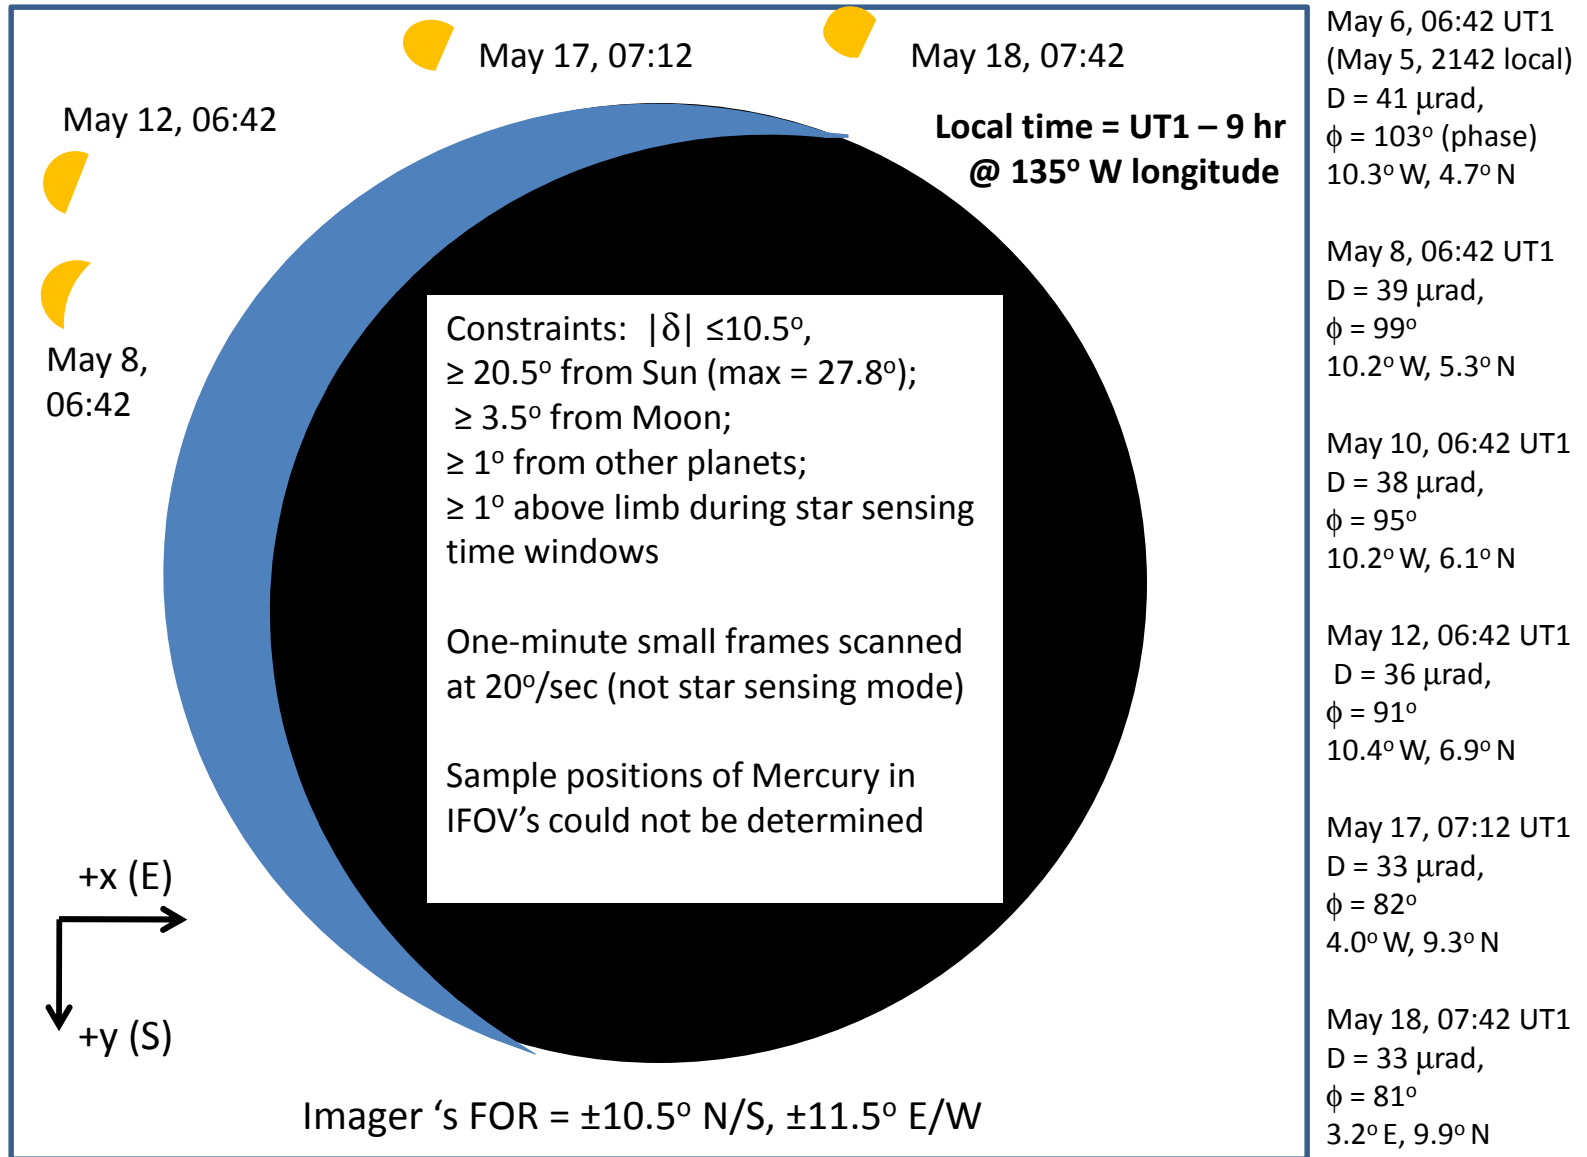 May 17, 07:12
May 18, 07:42
May 12, 06:42
Local time = UT1 – 9 hr
@ 135° W longitude
May 8,
06:42
Constraints: |δ| ≤10.5°,
≥ 20.5° from Sun (max = 27.8°);
≥ 3.5° from Moon;
≥ 1° from other planets;
≥ 1° above limb during star sensing
time windows
One-minute small frames scanned
at 20°/sec (not star sensing mode)
Sample positions of Mercury in
IFOV's could not be determined
+x (E)
+y (S)
Imager 's FOR = ±10.5° N/S, ±11.5° E/W
May 6, 06:42 UT1
(May 5, 2142 local)
D = 41 μrad,
ϕ = 103° (phase)
10.3° W, 4.7° N
May 8, 06:42 UT1
D = 39 μrad,
ϕ = 99°
10.2° W, 5.3° N
May 10, 06:42 UT1
D = 38 μrad,
ϕ = 95°
10.2° W, 6.1° N
May 12, 06:42 UT1
D = 36 μrad,
ϕ = 91°
10.4° W, 6.9° N
May 17, 07:12 UT1
D = 33 μrad,
ϕ = 82°
4.0° W, 9.3° N
May 18, 07:42 UT1
D = 33 μrad,
ϕ = 81°
3.2° E, 9.9° N